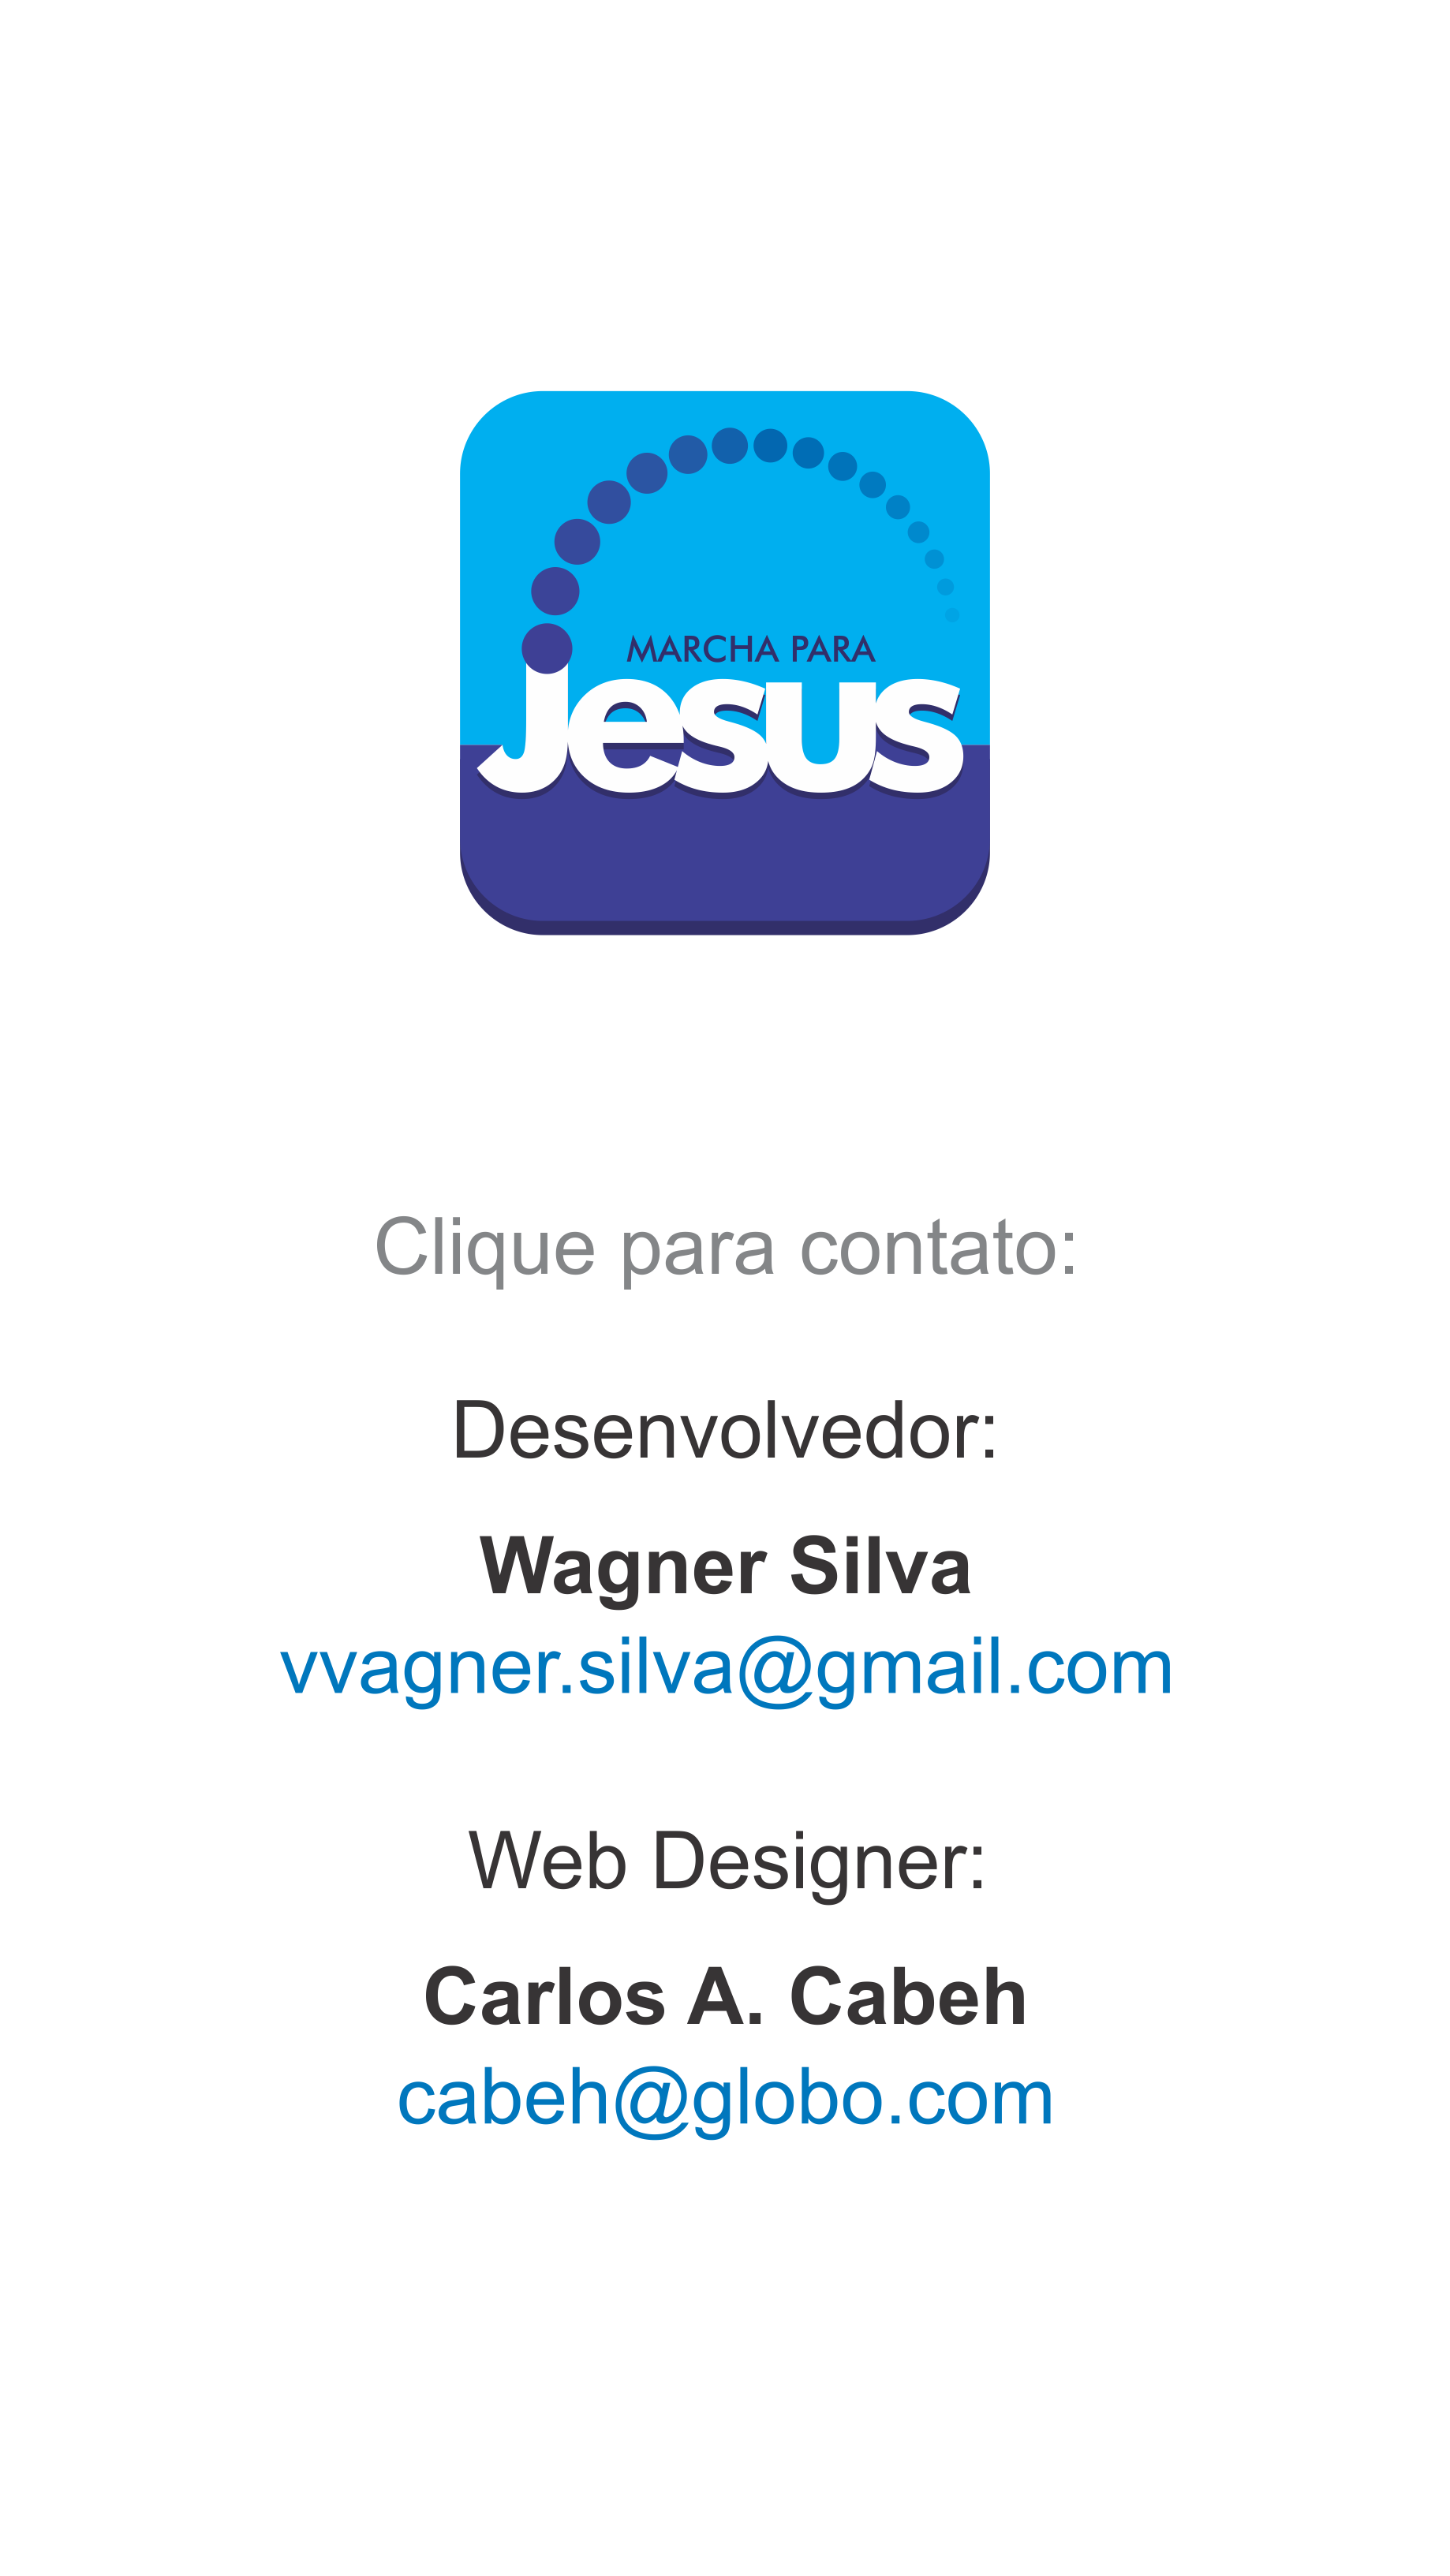 MARCHA PARA
Jesus
Clique para contato:
Desenvolvedor:
Wagner Silva
vvagner.silva@gmail.com
Web Designer:
Carlos A. Cabeh
cabeh@globo.com